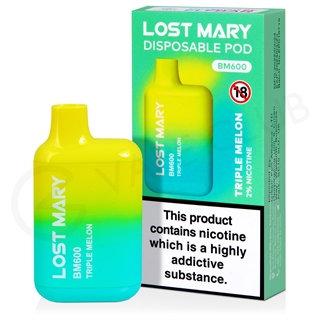 LOST MARY
DISPOSABLE POD
BM600
18
TRIPLE MELON
2% NICOTINE
This product
contains nicotine
which is a highly
addictive
substance.
LOST MARY
BM600
TRIPLE MELON